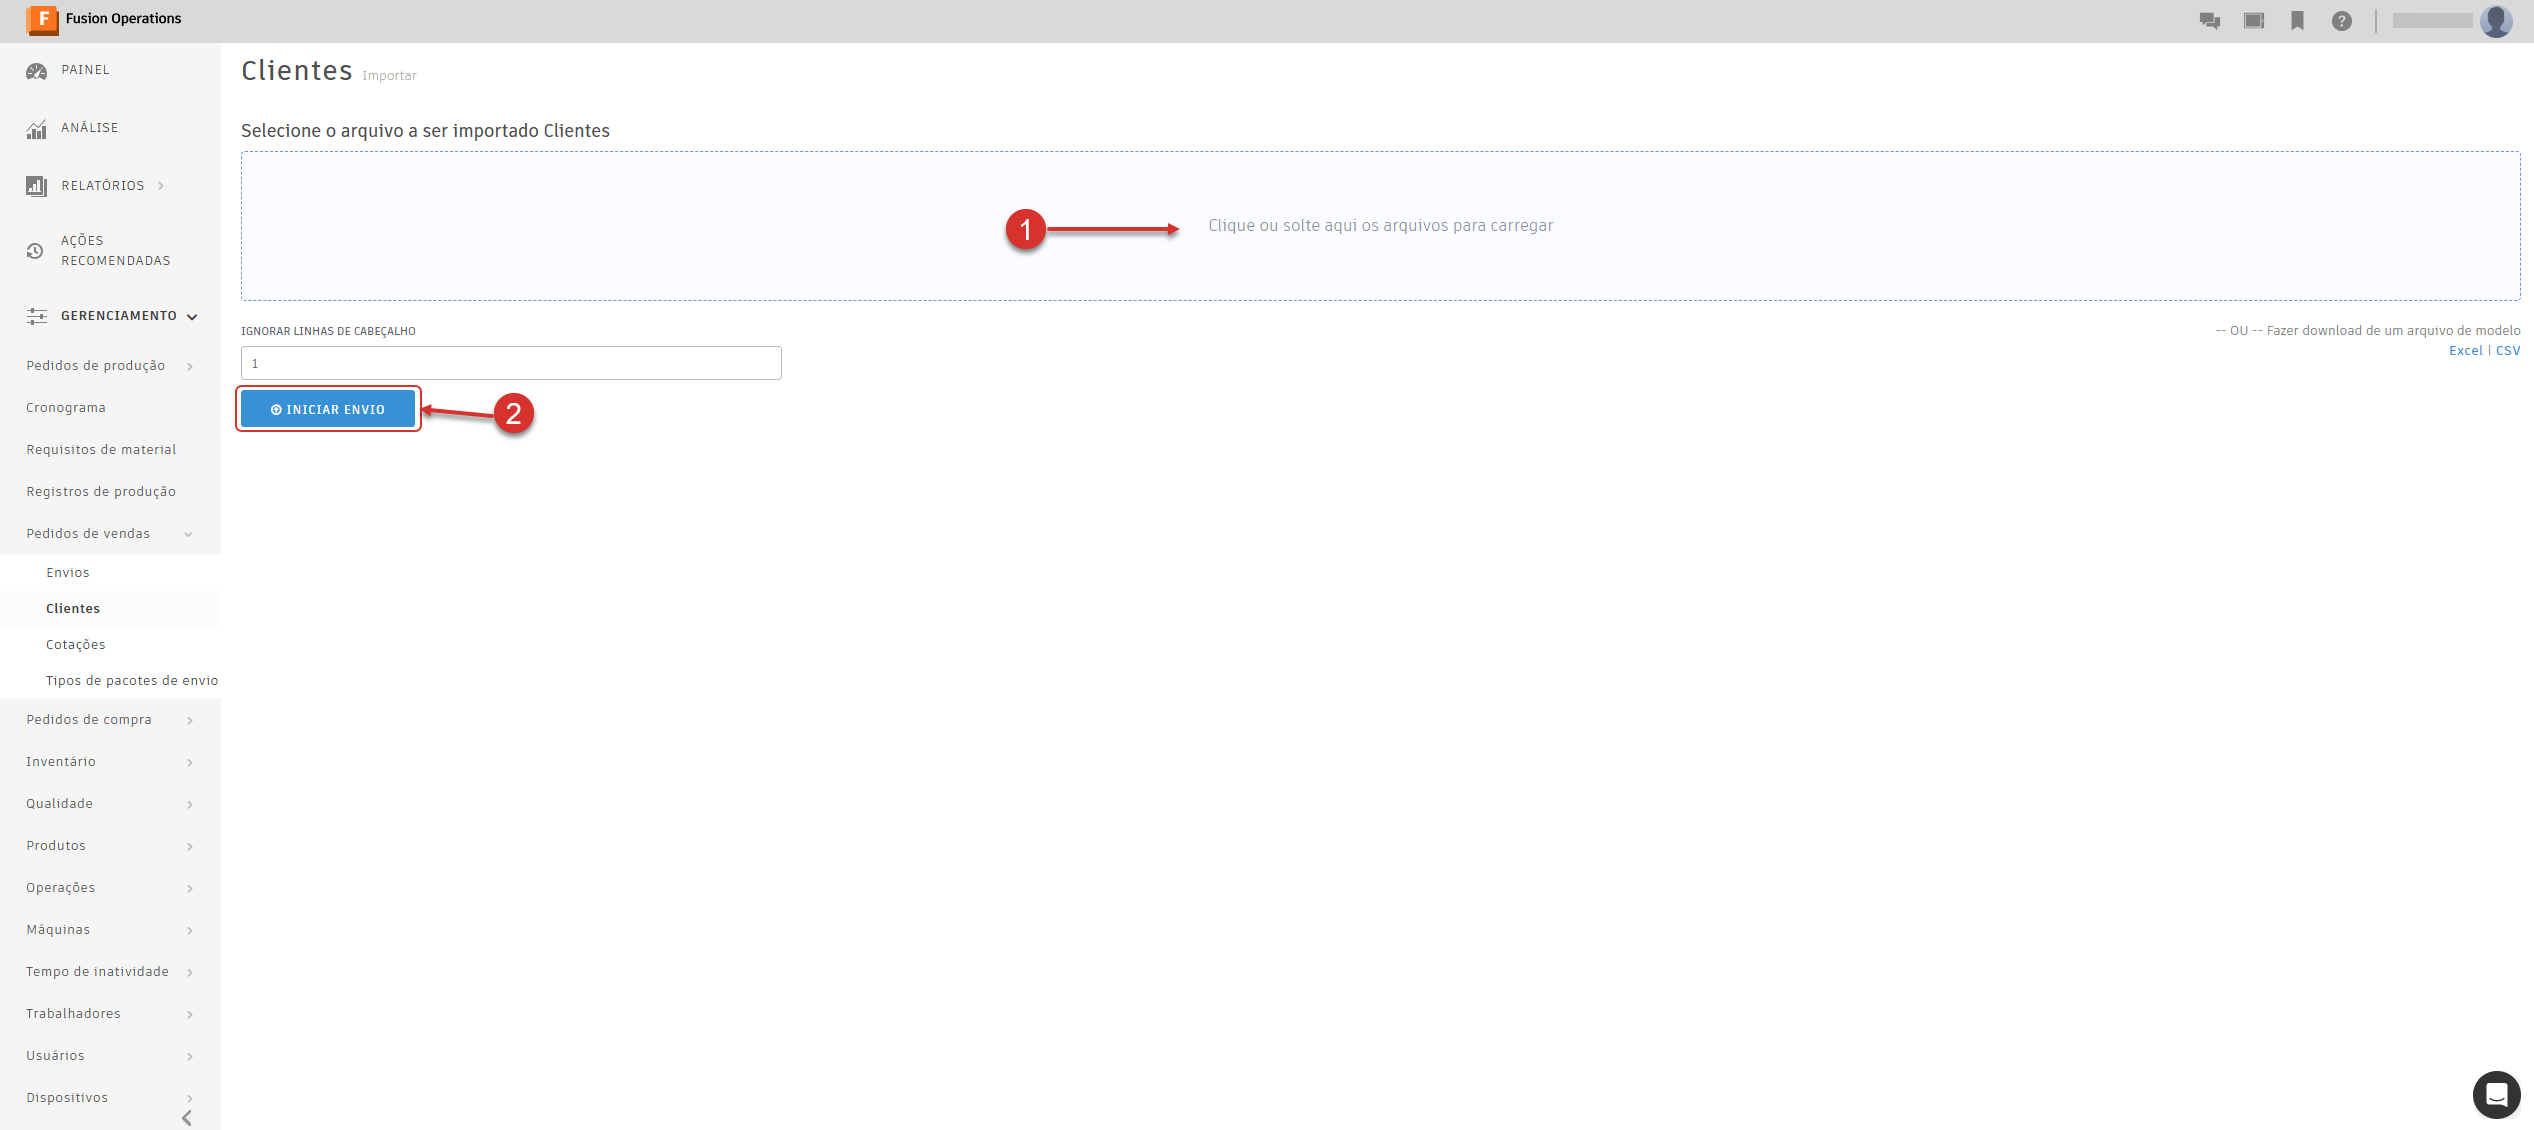 F Fusion Operations
?
PAINEL
ANÁLISE
RELATÓRIOS
AÇÕES
RECOMENDADAS
GERENCIAMENTO
Pedidos de produção
Cronograma
Requisitos de material
Registros de produção
Pedidos de vendas
Envios
Clientes
Cotações
Tipos de pacotes de envio
Pedidos de compra
Inventário
Qualidade
Produtos
Operações
Máquinas
Tempo de inatividade
Trabalhadores
Usuários
Dispositivos
Clientes Importar
Selecione o arquivo a ser importado Clientes
1
Clique ou solte aqui os arquivos para carregar
IGNORAR LINHAS DE CABEÇALHO
1
INICIAR ENVIO
2
-- OU -- Fazer download de um arquivo de modelo
Excel | CSV